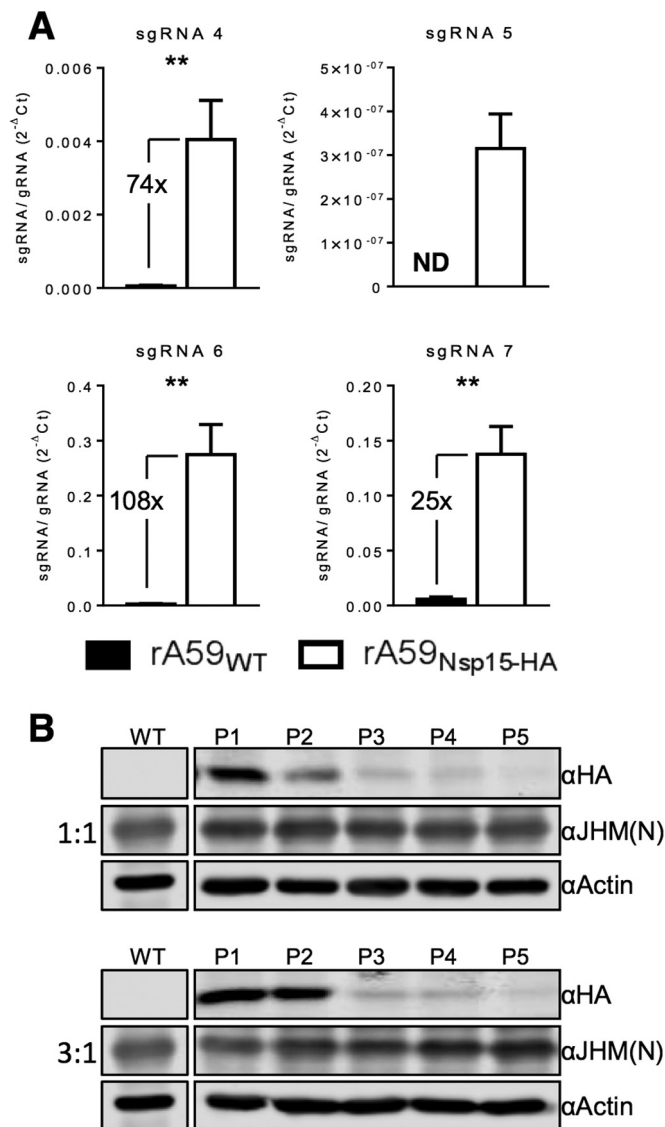 A
sgRNA 4
**
sgRNA/ gRNA (2^-ΔCt)
0.006
0.004
0.002
0.000
74x
sgRNA 5
sgRNA/ gRNA (2^-ΔCt)
5×10^-07
4×10^-07
3×10^-07
2×10^-07
1×10^-07
0
ND
sgRNA 6
**
sgRNA/ gRNA (2^-ΔCt)
0.4
0.3
0.2
0.1
0.0
108x
sgRNA 7
**
sgRNA/ gRNA (2^-ΔCt)
0.20
0.15
0.10
0.05
0.00
25x
rA59WT rA59Nsp15-HA
B
WT P1 P2 P3 P4 P5
αHA
1:1 αJHM(N)
αActin
WT P1 P2 P3 P4 P5
αHA
3:1 αJHM(N)
αActin